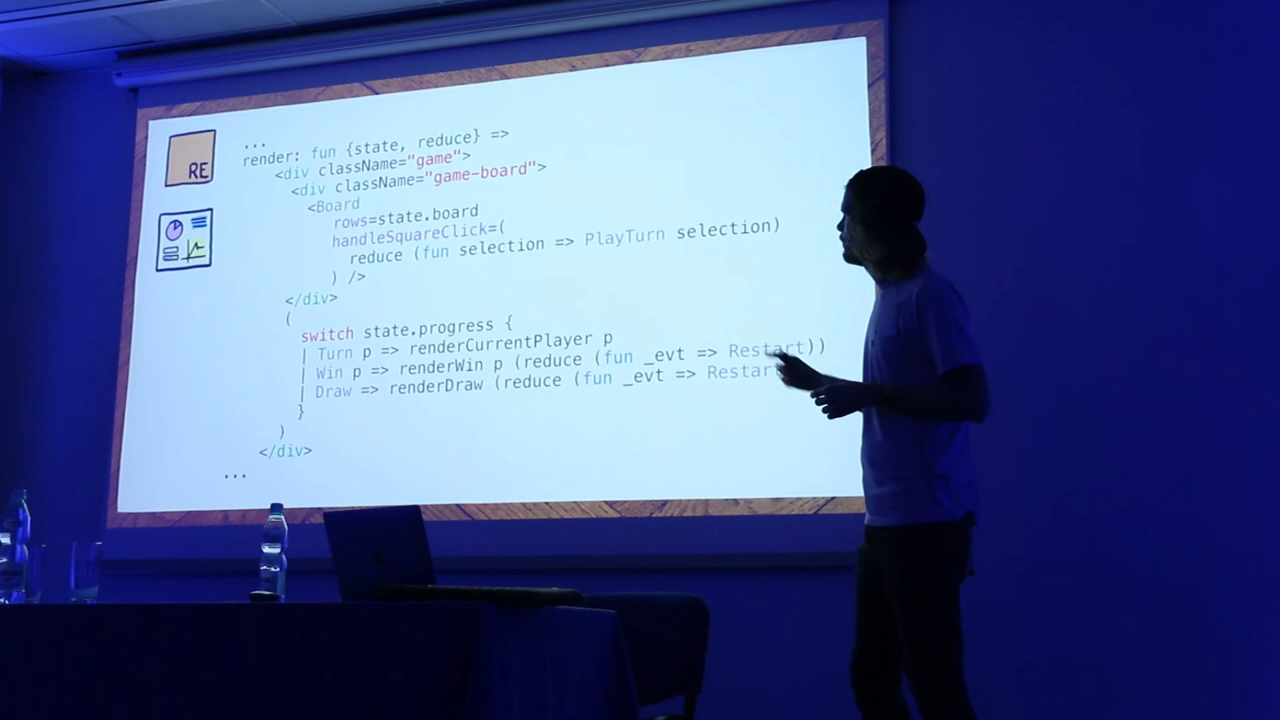 RE
...
render: fun {state, reduce} =>
<div className="game">
<div className="game-board">
<Board
rows=state.board
handleSquareClick=(
reduce (fun selection => PlayTurn selection)
) />
</div>
(
switch state.progress {
| Turn p => renderCurrentPlayer p
| Win p => renderWin p (reduce (fun _evt => Restart))
| Draw => renderDraw (reduce (fun _evt => Restar
}
)
</div>
...